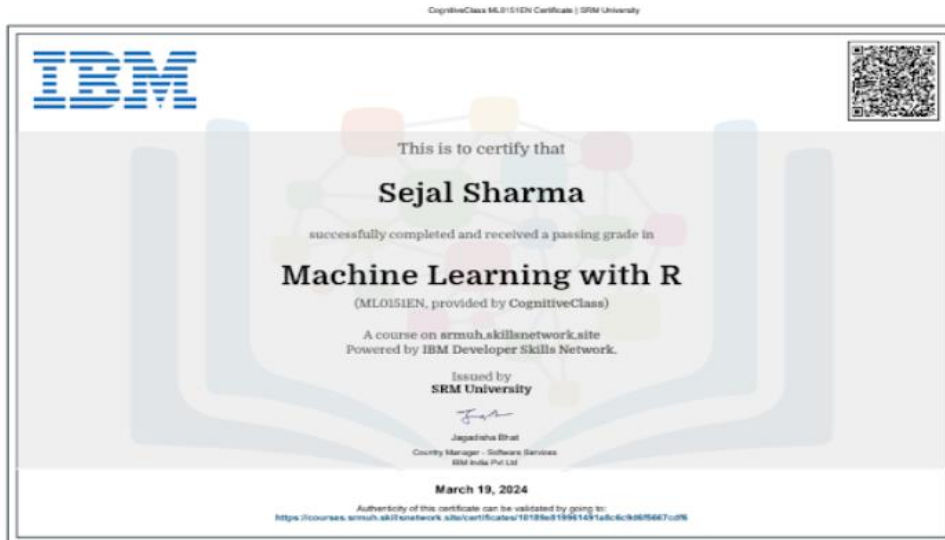 CognitiveClass ML0151EN Certificate | SRM University
IBM
This is to certify that
Sejal Sharma
successfully completed and received a passing grade in
Machine Learning with R
(ML0151EN, provided by CognitiveClass)
A course on srmuh.skillsnetwork.site
Powered by IBM Developer Skills Network.
Issued by
SRM University
Jagadisha Bhat
Country Manager - Software Services
IBM India Pvt Ltd
March 19, 2024
Authenticity of this certificate can be validated by going to: